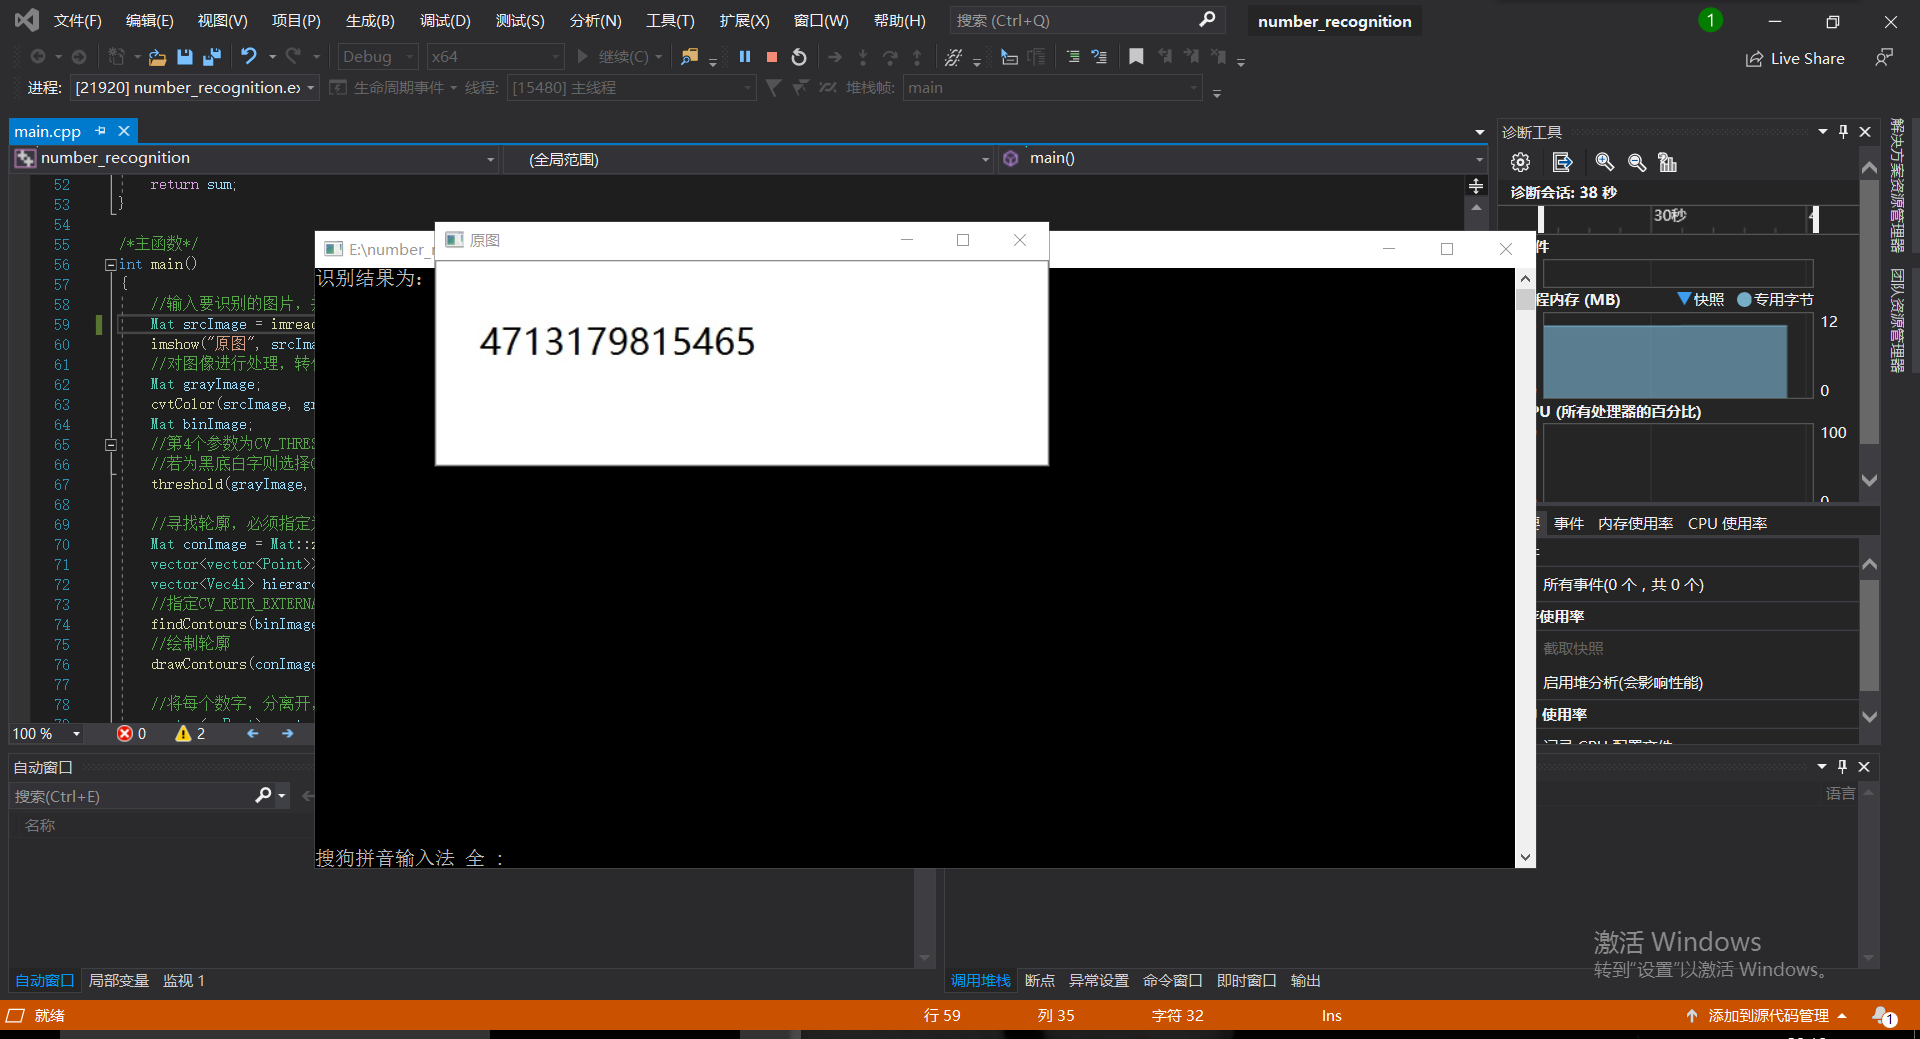 文件(F) 编辑(E) 视图(V) 项目(P) 生成(B) 调试(D) 测试(S) 分析(N) 工具(T) 扩展(X) 窗口(W) 帮助(H) 搜索 (Ctrl+Q) number_recognition 1
Debug x64 继续(C) Live Share
进程: [21920] number_recognition.ex 生命周期事件 线程: [15480] 主线程 堆栈帧: main
main.cpp
number_recognition (全局范围) main()
52 return sum;
53 }
54
55 /*主函数*/
56 int main()
57 {
58 //输入要识别的图片，
59 Mat srcImage = imread
60 imshow("原图", srcIma
61 //对图像进行处理，转
62 Mat grayImage;
63 cvtColor(srcImage, gr
64 Mat binImage;
65 //第4个参数为CV_THRES
66 //若为黑底白字则选择
67 threshold(grayImage,
68
69 //寻找轮廓，必须指定
70 Mat conImage = Mat::z
71 vector<vector<Point>>
72 vector<Vec4i> hierarc
73 //指定CV_RETR_EXTERNA
74 findContours(binImage
75 //绘制轮廓
76 drawContours(conImage
77
78 //将每个数字，分离开，
100 % 0 2
自动窗口
搜索(Ctrl+E)
名称
自动窗口 局部变量 监视 1
E:\number_r
识别结果为:
搜狗拼音输入法 全 :
原图
4713179815465
诊断工具
诊断会话: 38 秒
30秒 4
件
程内存 (MB) 快照 专用字节
12
0
PU (所有处理器的百分比)
100
0
事件 内存使用率 CPU 使用率
所有事件(0 个，共 0 个)
使用率
截取快照
启用堆分析(会影响性能)
使用率
记录 CPU 配置文件
语言
调用堆栈 断点 异常设置 命令窗口 即时窗口 输出
解决方案资源管理器
团队资源管理器
激活 Windows
转到"设置"以激活 Windows。
就绪 行 59 列 35 字符 32 Ins 添加到源代码管理 1